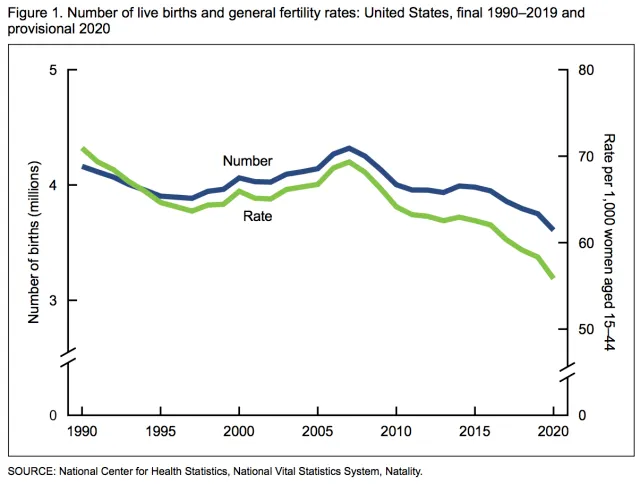 Figure 1. Number of live births and general fertility rates: United States, final 1990–2019 and
provisional 2020
5
4
3
0
Number of births (millions)
Number
Rate
80
70
60
50
0
Rate per 1,000 women aged 15–44
1990
1995
2000
2005
2010
2015
2020
SOURCE: National Center for Health Statistics, National Vital Statistics System, Natality.